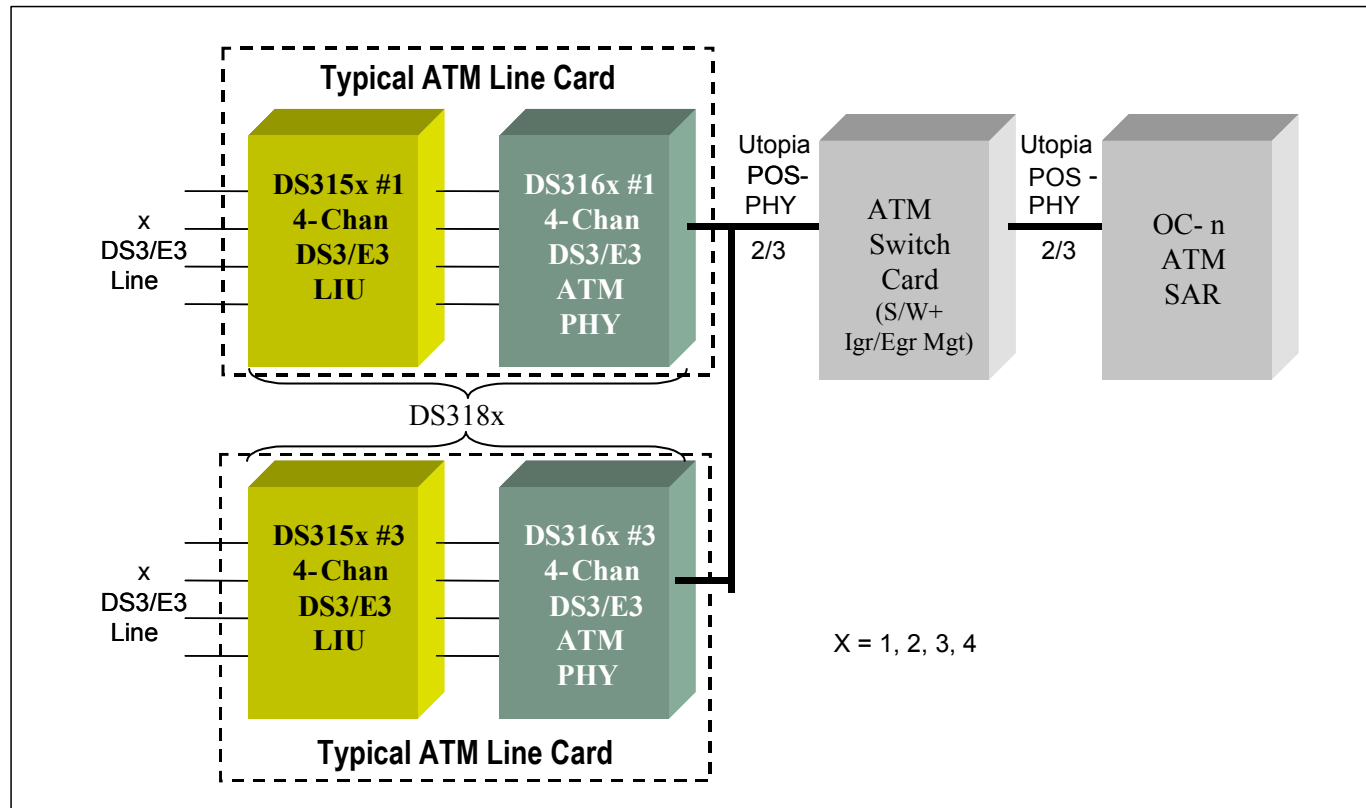 Typical ATM Line Card
x
DS3/E3
Line
DS315x #1
4-Chan
DS3/E3
LIU
DS316x #1
4-Chan
DS3/E3
ATM
PHY
Utopia
POS-
PHY
2/3
ATM
Switch
Card
(S/W+
Igr/Egr Mgt)
Utopia
POS -
PHY
2/3
OC- n
ATM
SAR
DS318x
x
DS3/E3
Line
DS315x #3
4-Chan
DS3/E3
LIU
DS316x #3
4-Chan
DS3/E3
ATM
PHY
X = 1, 2, 3, 4
Typical ATM Line Card